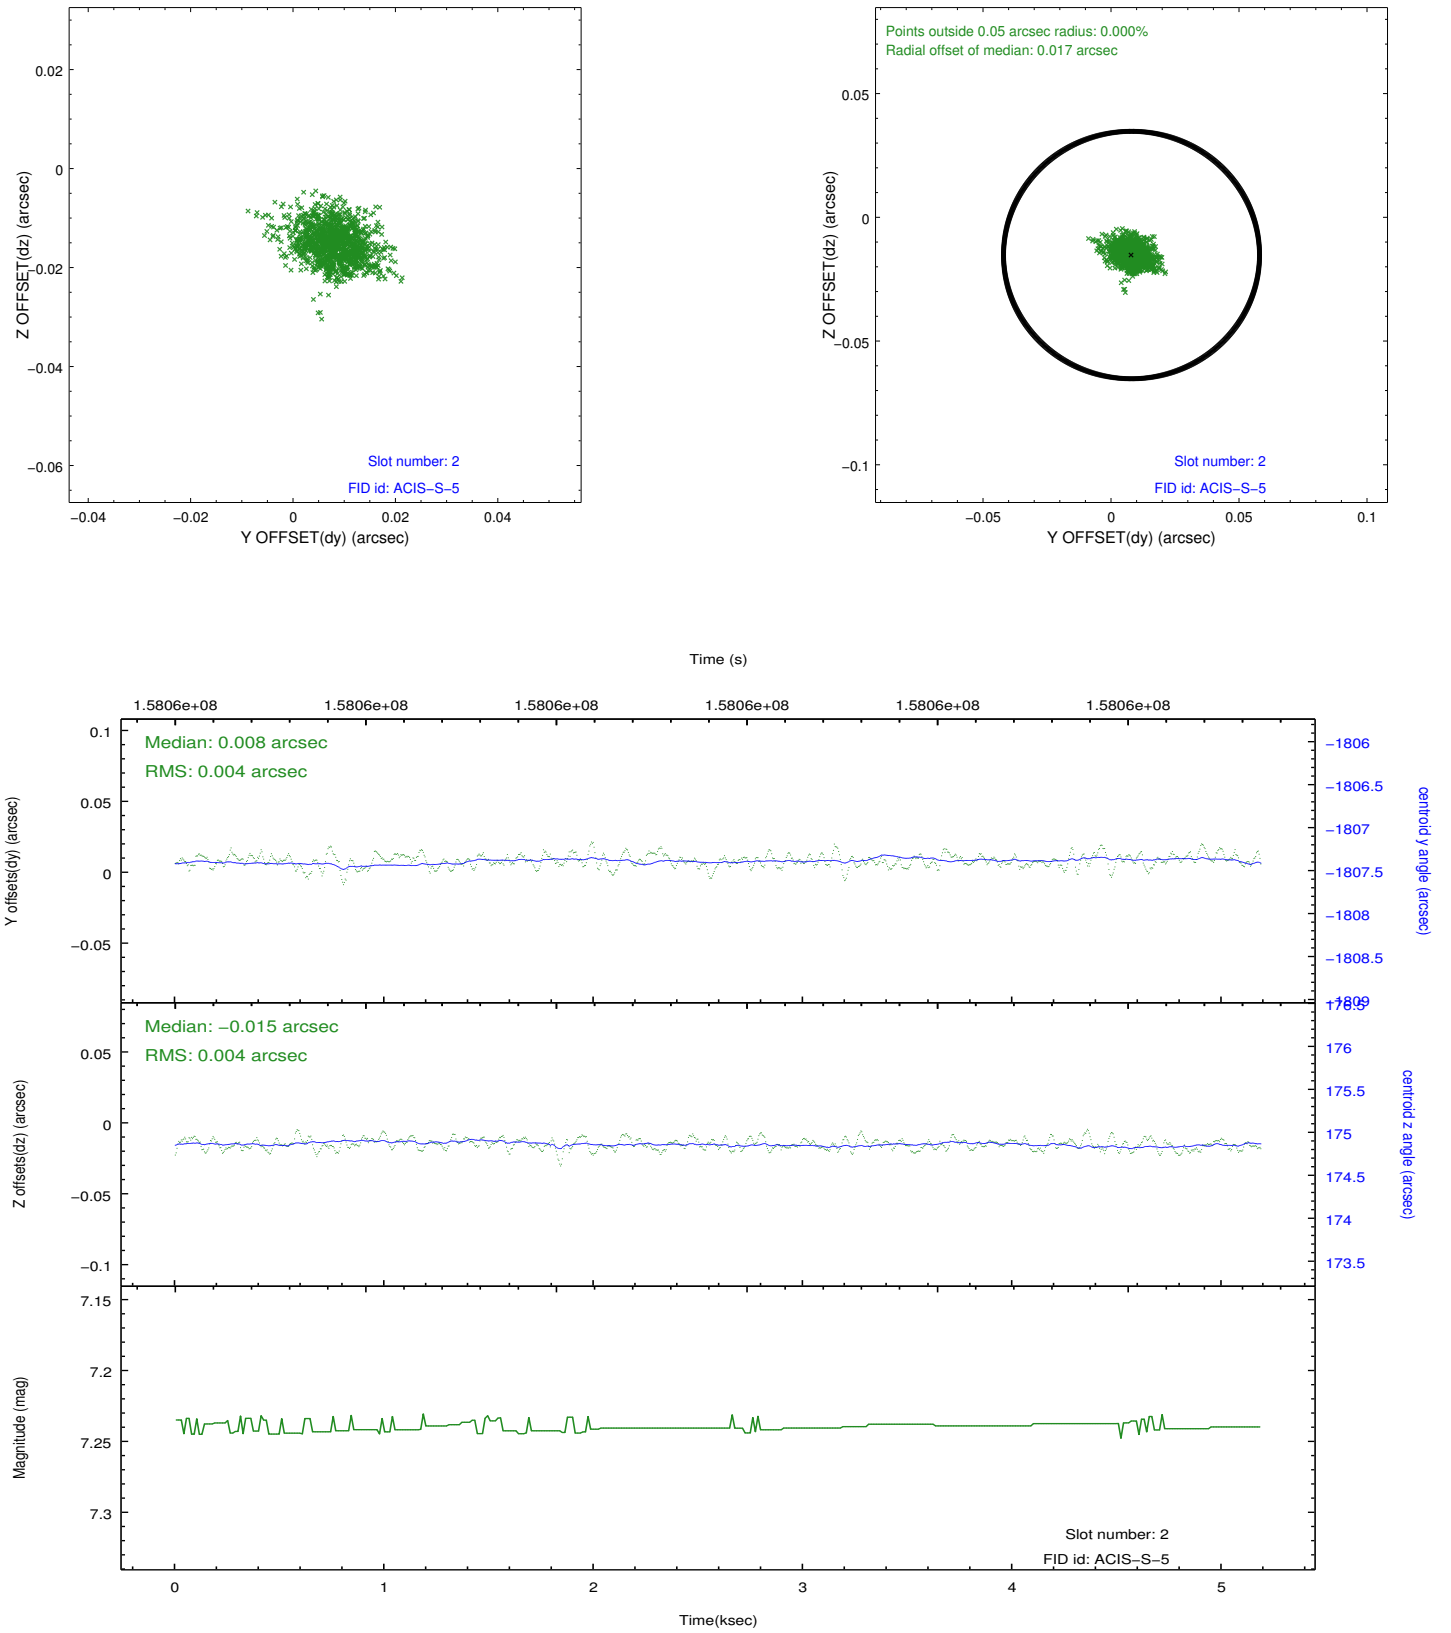 0.02
0
−0.02
−0.04
−0.06
Z OFFSET(dz) (arcsec)
Slot number: 2
FID id: ACIS−S−5
−0.04
−0.02
0
0.02
0.04
Y OFFSET(dy) (arcsec)
Points outside 0.05 arcsec radius: 0.000%
Radial offset of median: 0.017 arcsec
0.05
0
−0.05
−0.1
Z OFFSET(dz) (arcsec)
Slot number: 2
FID id: ACIS−S−5
−0.05
0
0.05
0.1
Y OFFSET(dy) (arcsec)
Time (s)
1.5806e+08
1.5806e+08
1.5806e+08
1.5806e+08
1.5806e+08
1.5806e+08
Median: 0.008 arcsec
RMS: 0.004 arcsec
0.1
0.05
0
−0.05
Y offsets(dy) (arcsec)
−1806
−1806.5
−1807
−1807.5
−1808
−1808.5
−1809
centroid y angle (arcsec)
Median: −0.015 arcsec
RMS: 0.004 arcsec
0.05
0
−0.05
−0.1
Z offsets(dz) (arcsec)
176.5
176
175.5
175
174.5
174
173.5
centroid z angle (arcsec)
7.15
7.2
7.25
7.3
Magnitude (mag)
Slot number: 2
FID id: ACIS−S−5
0
1
2
3
4
5
Time(ksec)